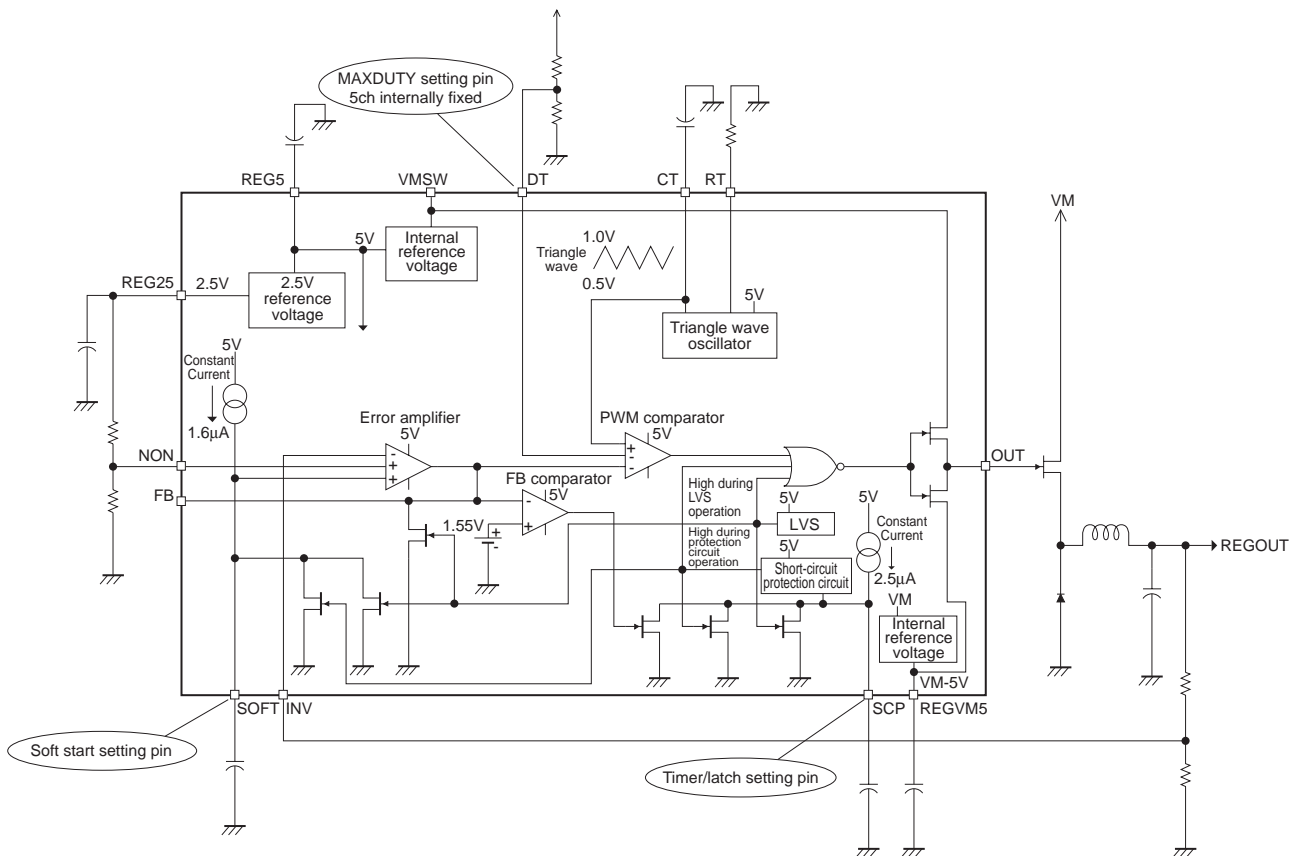 MAXDUTY setting pin
5ch internally fixed
REG5
VMSW
DT
CT
RT
VM
5V
Internal
reference
voltage
1.0V
Triangle
wave
0.5V
REG25
2.5V
2.5V
reference
voltage
5V
Triangle wave
oscillator
5V
Constant
Current
1.6μA
Error amplifier
5V
PWM comparator
5V
NON
-
+
+
+
-
-
OUT
FB
FB comparator
5V
High during
LVS
operation
5V
5V
1.55V
+
-
-
+
LVS
Constant
Current
High during
protection
circuit
operation
5V
Short-circuit
protection circuit
2.5μA
REGOUT
VM
Internal
reference
voltage
VM-5V
SOFT
INV
SCP
REGVM5
Soft start setting pin
Timer/latch setting pin